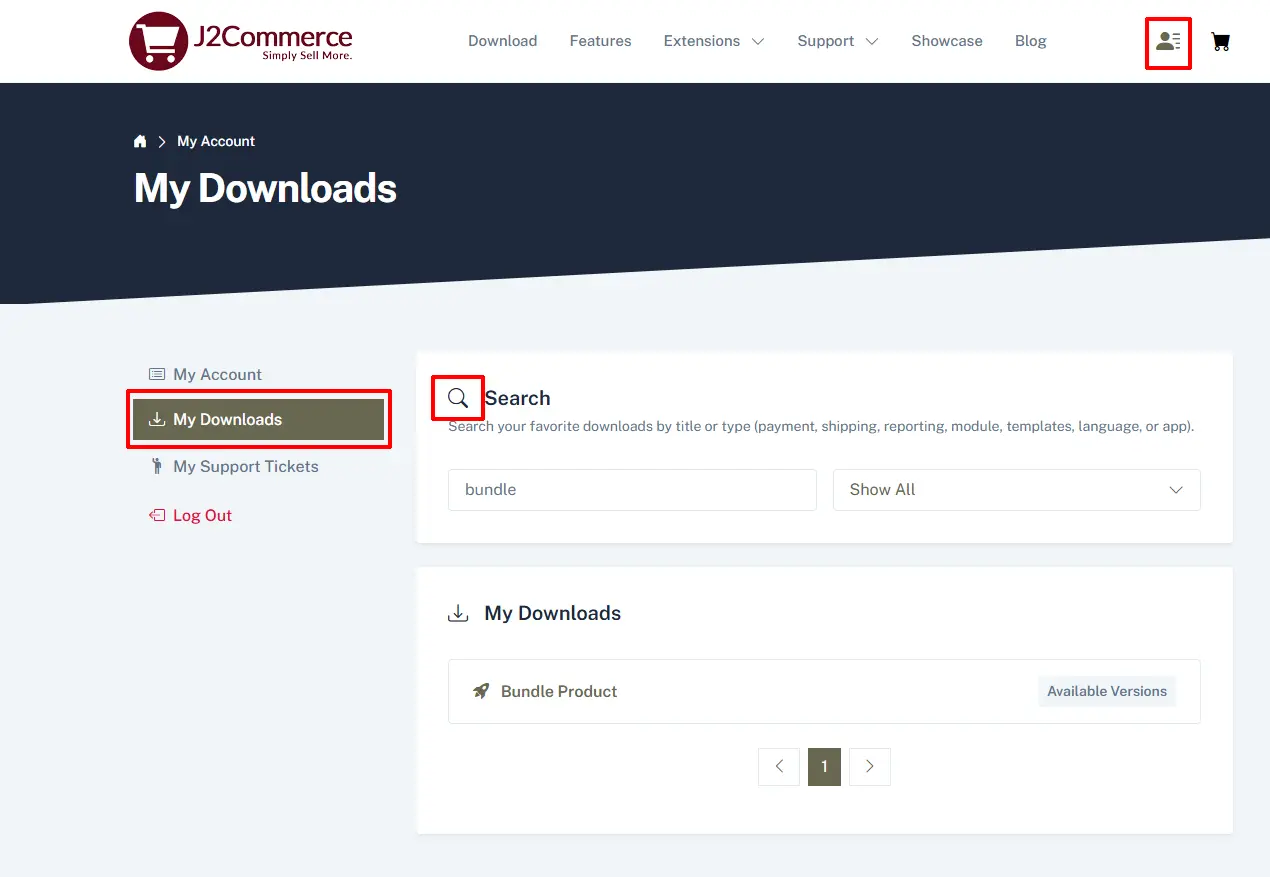 J2Commerce
Simply Sell More.
Download Features Extensions Support Showcase Blog
My Account
My Downloads
My Account
My Downloads
My Support Tickets
Log Out
Search
Search your favorite downloads by title or type (payment, shipping, reporting, module, templates, language, or app).
bundle Show All
My Downloads
Bundle Product Available Versions
1